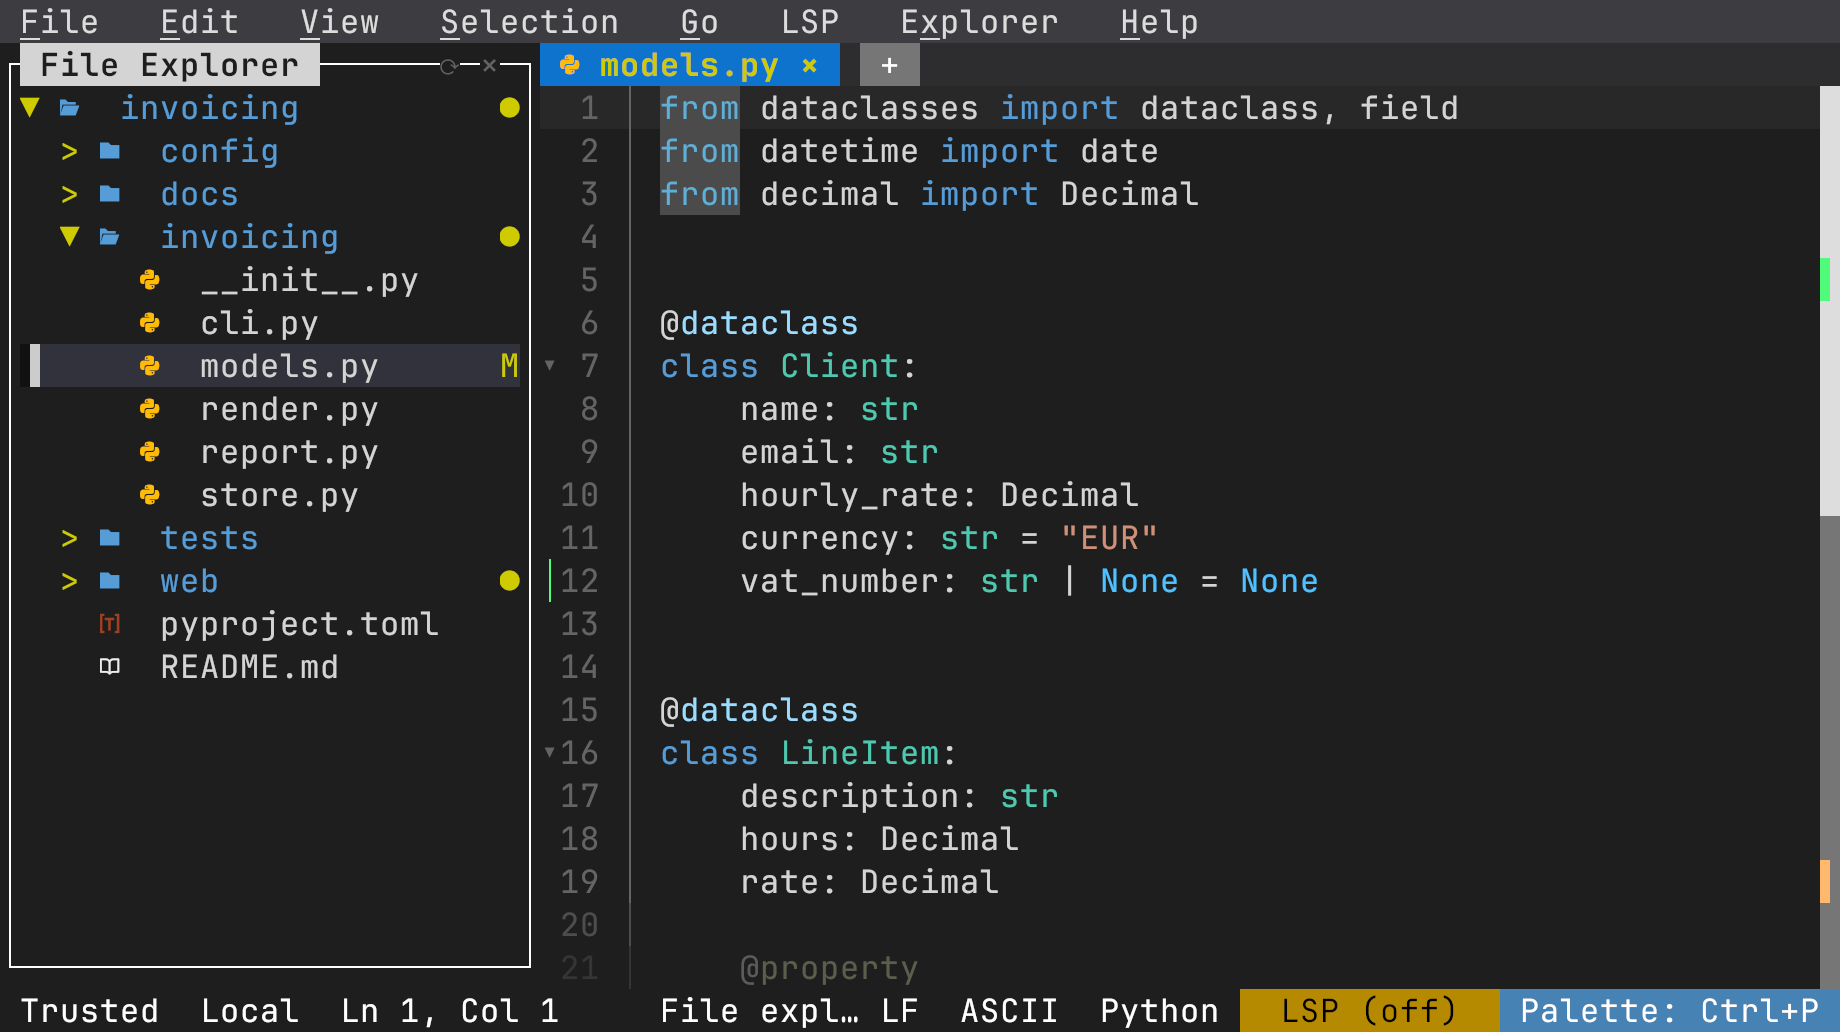 File Edit View Selection Go LSP Explorer Help
File Explorer
invoicing
config
docs
invoicing
__init__.py
cli.py
models.py M
render.py
report.py
store.py
tests
web
pyproject.toml
README.md
models.py × +
1 from dataclasses import dataclass, field
2 from datetime import date
3 from decimal import Decimal
4
5
6 @dataclass
7 class Client:
8     name: str
9     email: str
10     hourly_rate: Decimal
11     currency: str = "EUR"
12     vat_number: str | None = None
13
14
15 @dataclass
16 class LineItem:
17     description: str
18     hours: Decimal
19     rate: Decimal
20
21     @property
Trusted Local Ln 1, Col 1 File expl… LF ASCII Python LSP (off) Palette: Ctrl+P